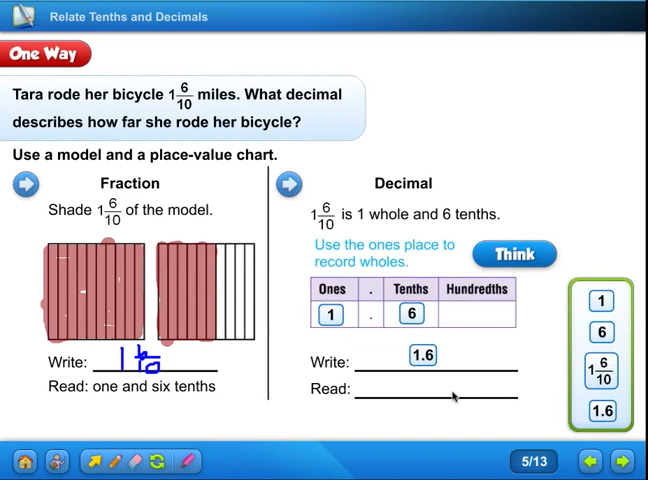 Relate Tenths and Decimals
One Way
Tara rode her bicycle 1 6/10 miles. What decimal
describes how far she rode her bicycle?
Use a model and a place-value chart.
Fraction
Shade 1 6/10 of the model.
Write: 1 6/10
Read: one and six tenths
Decimal
1 6/10 is 1 whole and 6 tenths.
Use the ones place to
record wholes.
Think
Ones . Tenths Hundredths
1 . 6
Write: 1.6
Read:
1
6
1 6/10
1.6
5/13